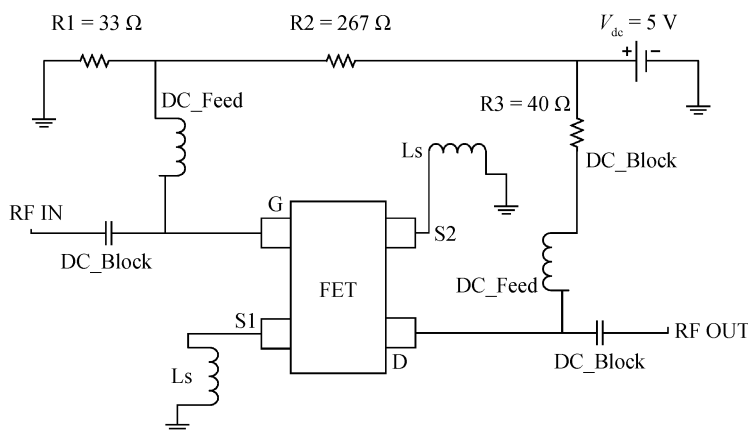 R1 = 33 Ω
R2 = 267 Ω
Vdc = 5 V
+ −
DC_Feed
R3 = 40 Ω
Ls
DC_Block
G
RF IN
S2
DC_Block
FET
DC_Feed
S1
RF OUT
D
DC_Block
Ls